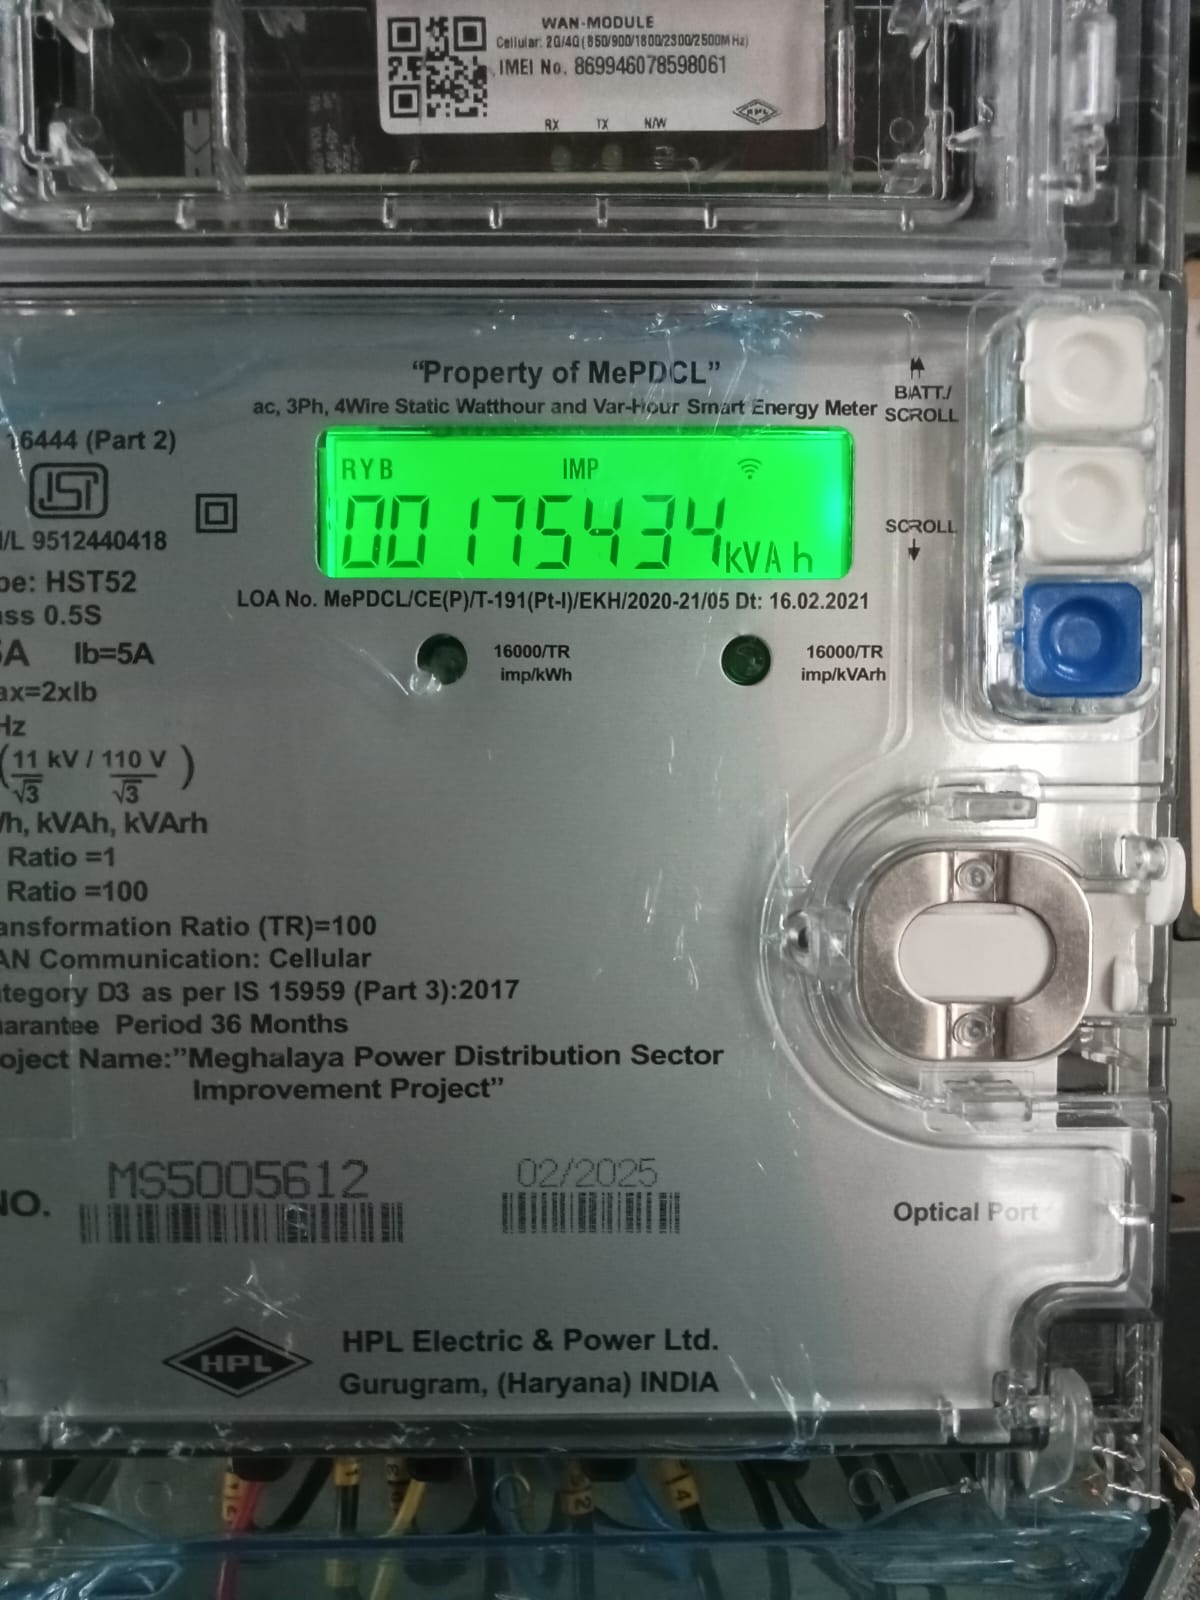 WAN-MODULE
Cellular: 2G/4G(850/900/1800/2300/2500MHz)
IMEI No. 869946078598061
RX TX N/W
HPL
"Property of MePDCL"
ac, 3Ph, 4Wire Static Watthour and Var-Hour Smart Energy Meter
BATT./
SCROLL
16444 (Part 2)
RYB IMP
00175434kVAh
/L 9512440418
SCROLL
pe: HST52
LOA No. MePDCL/CE(P)/T-191(Pt-I)/EKH/2020-21/05 Dt: 16.02.2021
ass 0.5S
5A Ib=5A
16000/TR
imp/kWh
16000/TR
imp/kVArh
ax=2xIb
Hz
(11 kV / 110 V)
√3 √3
h, kVAh, kVArh
Ratio =1
Ratio =100
ansformation Ratio (TR)=100
AN Communication: Cellular
tegory D3 as per IS 15959 (Part 3):2017
arantee Period 36 Months
oject Name:"Meghalaya Power Distribution Sector
Improvement Project"
NO. MS5005612
02/2025
Optical Port
HPL
HPL Electric & Power Ltd.
Gurugram, (Haryana) INDIA